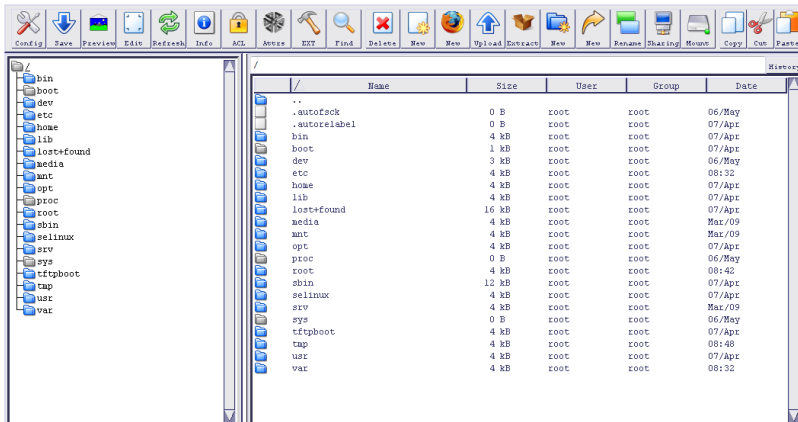 Config Save Preview Edit Refresh Info ACL Attrs EXT Find Delete New New Upload Extract New New Rename Sharing Mount Copy Cut Paste
/
bin
boot
dev
etc
home
lib
lost+found
media
mnt
opt
proc
root
sbin
selinux
srv
sys
tftpboot
tmp
usr
var
/ History
/ Name Size User Group Date
..
.autofsck 0 B root root 06/May
.autorelabel 0 B root root 07/Apr
bin 4 kB root root 07/Apr
boot 1 kB root root 07/Apr
dev 3 kB root root 06/May
etc 4 kB root root 08:32
home 4 kB root root 07/Apr
lib 4 kB root root 07/Apr
lost+found 16 kB root root 07/Apr
media 4 kB root root Mar/09
mnt 4 kB root root Mar/09
opt 4 kB root root 07/Apr
proc 0 B root root 06/May
root 4 kB root root 08:42
sbin 12 kB root root 07/Apr
selinux 4 kB root root 07/Apr
srv 4 kB root root Mar/09
sys 0 B root root 06/May
tftpboot 4 kB root root 07/Apr
tmp 4 kB root root 08:48
usr 4 kB root root 07/Apr
var 4 kB root root 08:32